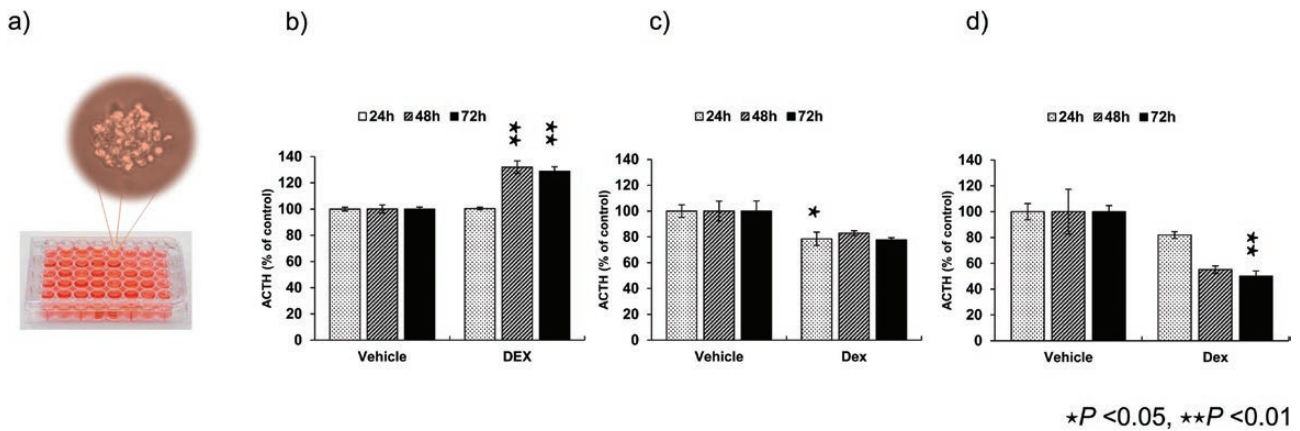 a)
b)
c)
d)
24h 48h 72h
★★ ★★
ACTH (% of control)
140
120
100
80
60
40
20
0
Vehicle DEX
24h 48h 72h
★
ACTH (% of control)
140
120
100
80
60
40
20
0
Vehicle Dex
24h 48h 72h
★★
ACTH (% of control)
140
120
100
80
60
40
20
0
Vehicle Dex
★P <0.05, ★★P <0.01